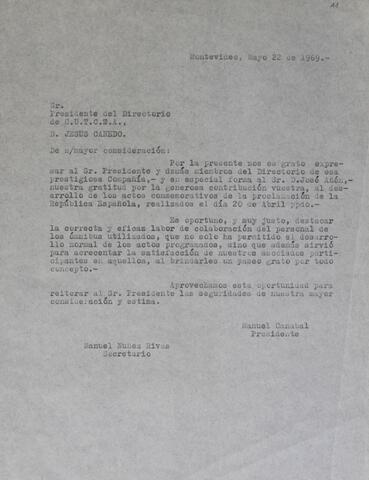 11
Montevideo, Mayo 22 de 1969.-
Sr.
Presidente del Directorio
de C.U.T.C.S.A.,
D. JESUS CANEDO.
De n/mayor consideración:
Por la presente nos es grato expre-
sar al Sr. Presidente y demás miembros del Directorio de esa
prestigiosa Compañía,- y en especial forma al Sr. D.José Añón,
nuestra gratitud por la generosa contribución vuestra, al des-
arrollo de los actos conmemorativos de la proclamación de la
República Española, realizados el día 20 de Abril ppdo.-
Es oportuno, y muy justo, destacar
la correcta y eficaz labor de colaboración del personal de
los ómnibus utilizados, que no solo ha permitido el desarro-
llo normal de los actos programados, sino que además sirvió
para acrecentar la satisfacción de nuestros asociados parti-
cipantes en aquellos, al brindarles un paseo grato por todo
concepto.-
Aprovechamos esta oportunidad para
reiterar al Sr. Presidente las seguridades de nuestra mayor
consideración y estima.
Manuel Canabal
Presidente
Manuel Nuñez Rivas
Secretario